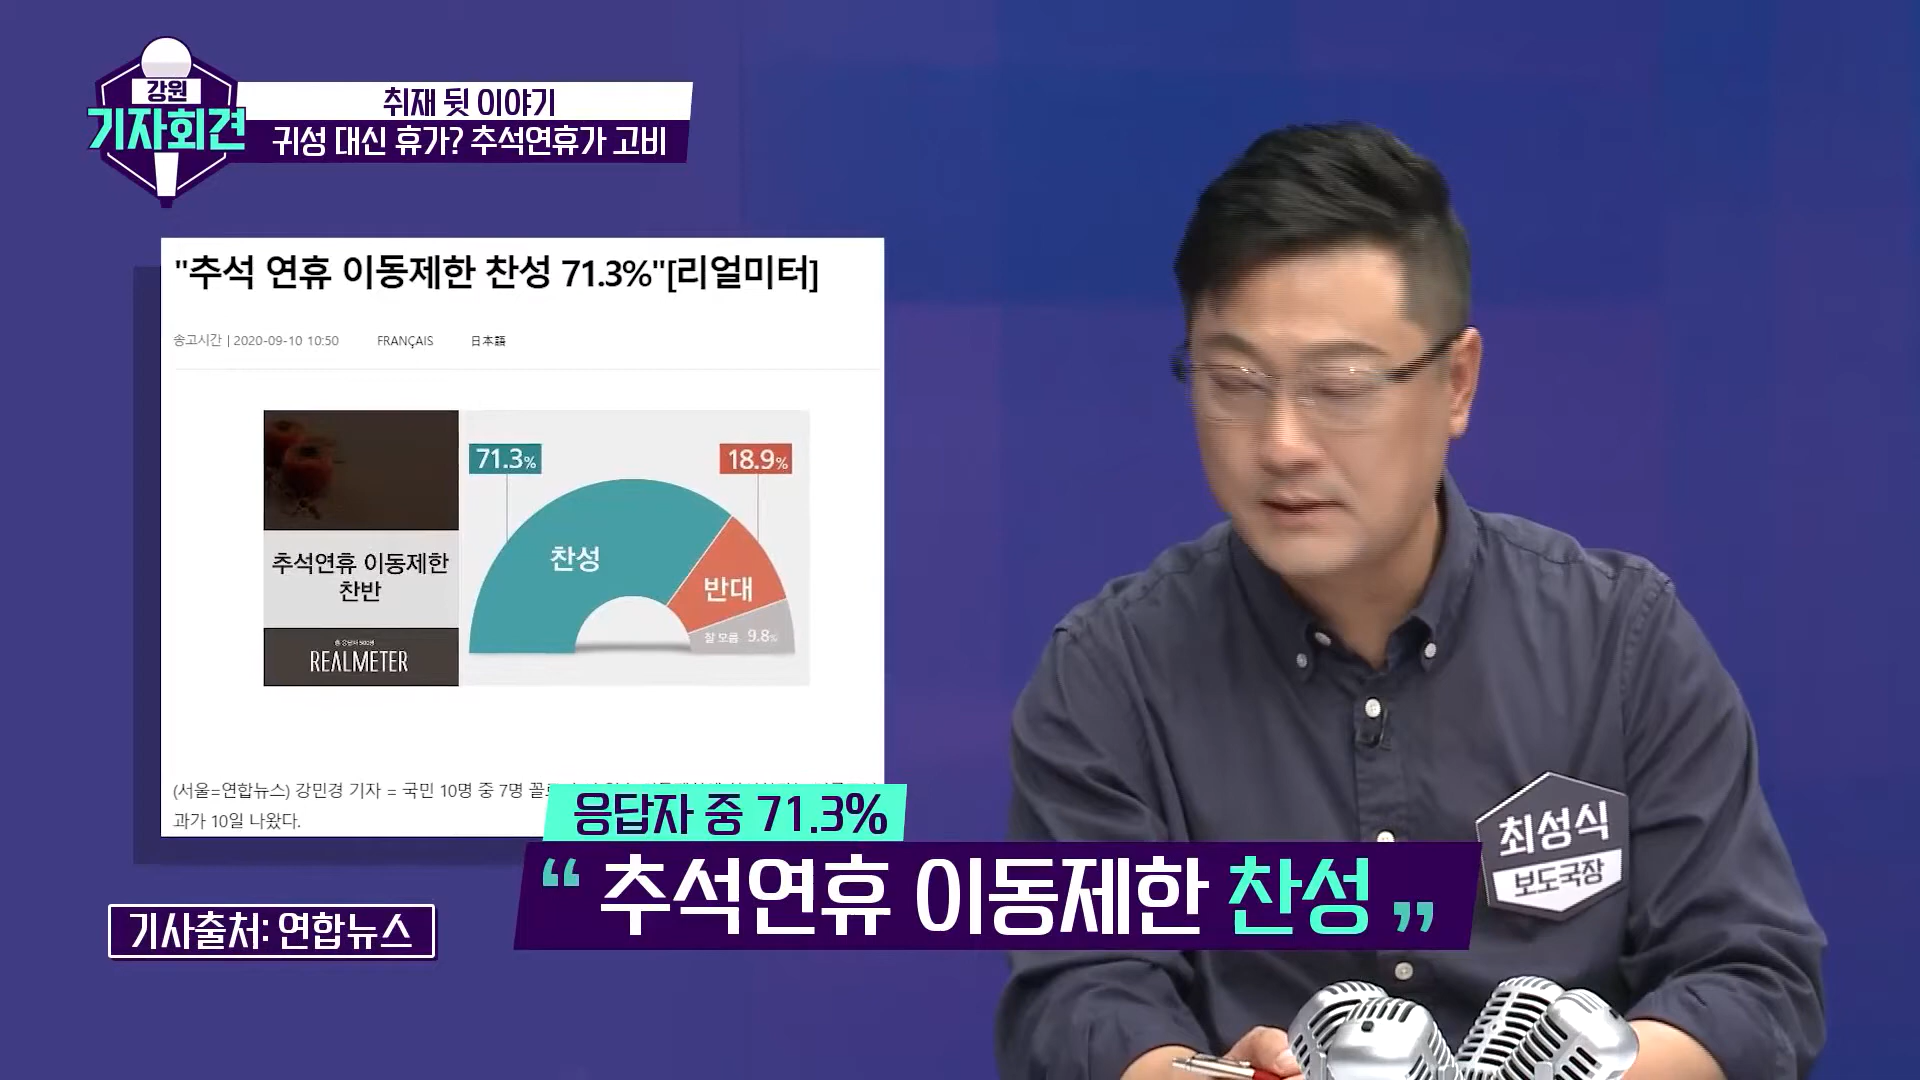 강원
기자회견
취재 뒷 이야기
귀성 대신 휴가? 추석연휴가 고비
"추석 연휴 이동제한 찬성 71.3%"[리얼미터]
송고시간 | 2020-09-10 10:50 FRANÇAIS 日本語
71.3%
18.9%
찬성
반대
잘 모름 9.8%
추석연휴 이동제한
찬반
REALMETER
(서울=연합뉴스) 강민경 기자 = 국민 10명 중 7명 꼴로
과가 10일 나왔다.
응답자 중 71.3%
“ 추석연휴 이동제한 찬성 ”
최성식
보도국장
기사출처: 연합뉴스